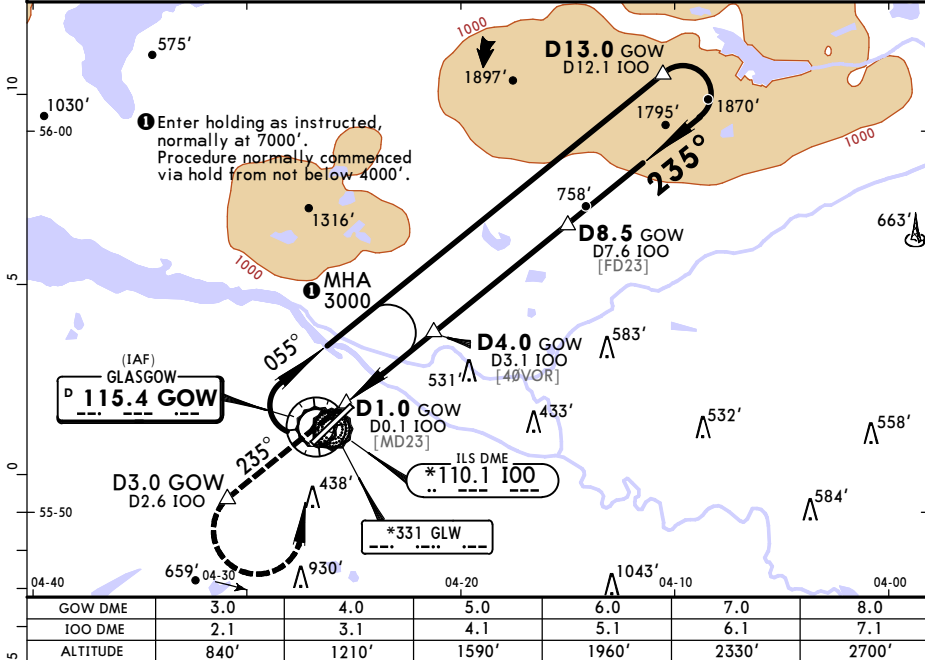 1000
575'
D13.0 GOW
D12.1 IOO
1897'
10
1030'
1795'
1870'
56-00
❶ Enter holding as instructed,
normally at 7000'.
Procedure normally commenced
via hold from not below 4000'.
1000
235°
758'
1316'
663'
D8.5 GOW
D7.6 IOO
[FD23]
1000
5
❶ MHA
3000
055°
583'
D4.0 GOW
D3.1 IOO
[40VOR]
(IAF)
GLASGOW
D 115.4 GOW
531'
433'
532'
558'
D1.0 GOW
D0.1 IOO
[MD23]
235°
ILS DME
*110.1 IOO
0
D3.0 GOW
D2.6 IOO
438'
584'
55-50
*331 GLW
659'
930'
1043'
04-40
04-30
04-20
04-10
04-00
GOW DME 3.0 4.0 5.0 6.0 7.0 8.0
IOO DME 2.1 3.1 4.1 5.1 6.1 7.1
ALTITUDE 840' 1210' 1590' 1960' 2330' 2700'
5